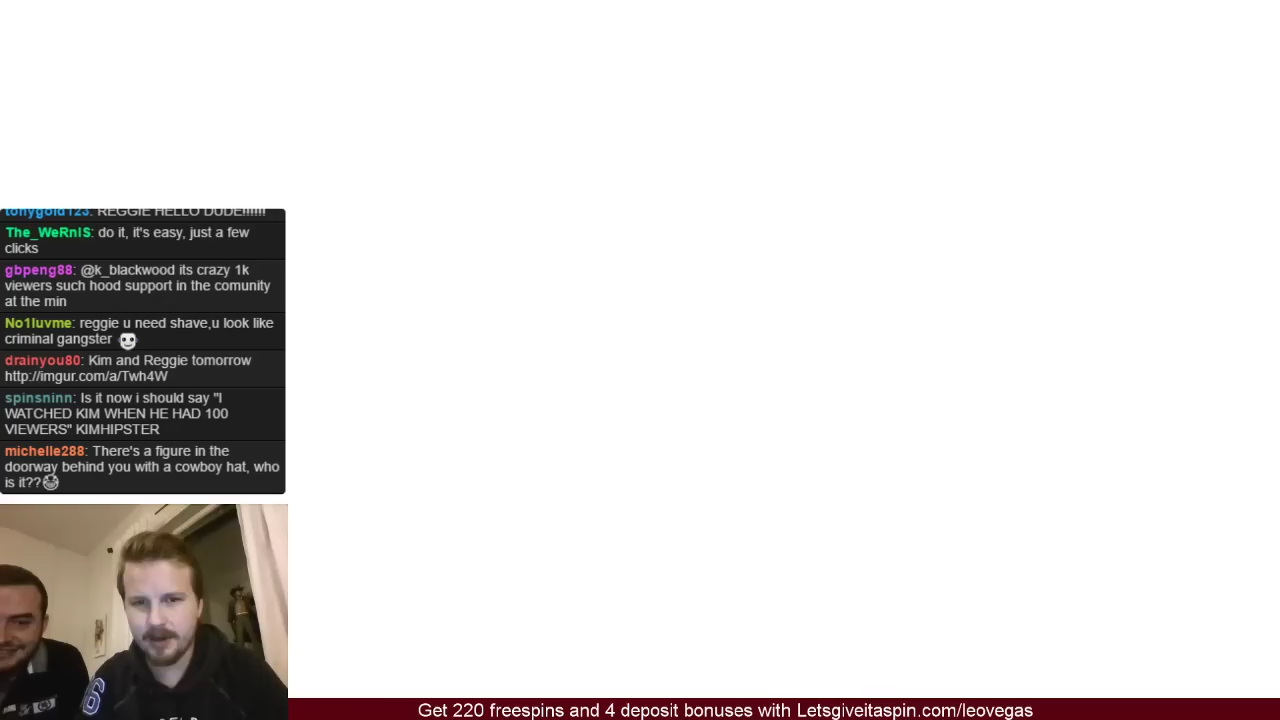 tonygold123: REGGIE HELLO DUDE!!!!!!
The_WeRnIS: do it, it's easy, just a few
clicks
gbpeng88: @k_blackwood its crazy 1k
viewers such hood support in the comunity
at the min
No1luvme: reggie u need shave,u look like
criminal gangster
drainyou80: Kim and Reggie tomorrow
http://imgur.com/a/Twh4W
spinsninn: Is it now i should say "I
WATCHED KIM WHEN HE HAD 100
VIEWERS" KIMHIPSTER
michelle288: There's a figure in the
doorway behind you with a cowboy hat, who
is it??
6
Get 220 freespins and 4 deposit bonuses with Letsgiveitaspin.com/leovegas